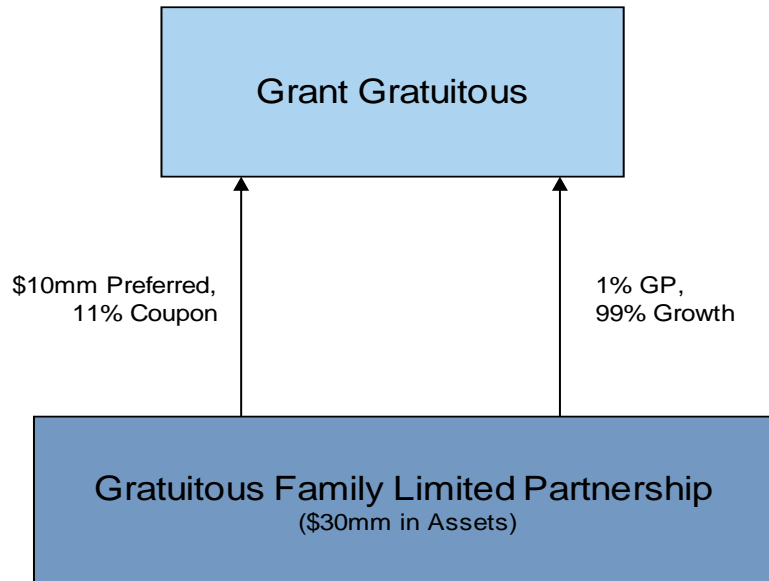 Grant Gratuitous
$10mm Preferred,
11% Coupon
1% GP,
99% Growth
Gratuitous Family Limited Partnership
($30mm in Assets)